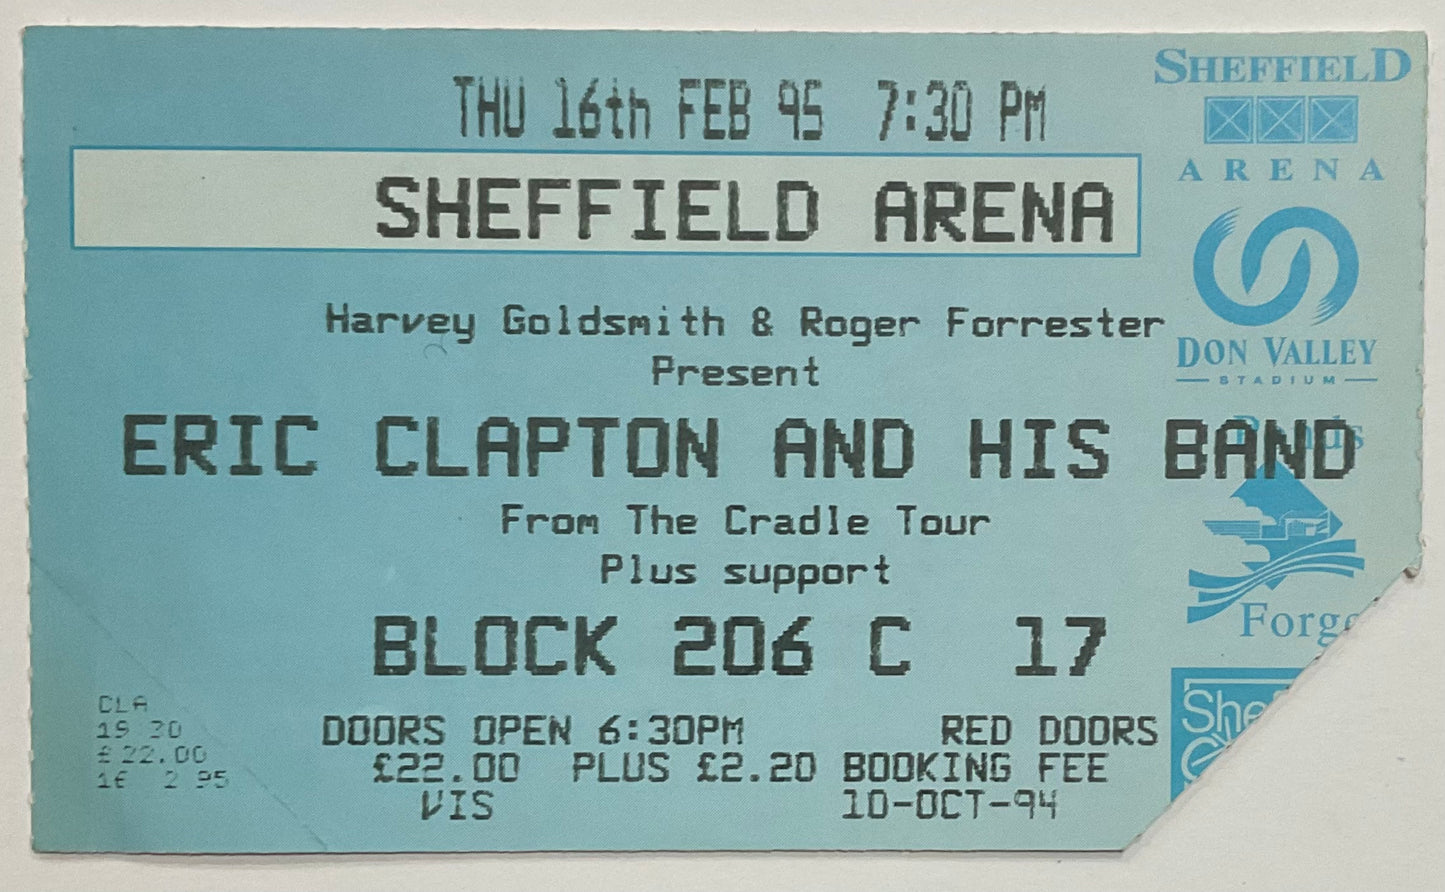 THU 16th FEB 95 7:30 PM
SHEFFIELD ARENA
Harvey Goldsmith & Roger Forrester
Present
ERIC CLAPTON AND HIS BAND
From The Cradle Tour
Plus support
BLOCK 206 C 17
DOORS OPEN 6:30PM RED DOORS
£22.00 PLUS £2.20 BOOKING FEE
VIS 10-OCT-94
CLA
19 30
£22.00
16 2 95
SHEFFIELD
ARENA
DON VALLEY
STADIUM
Ponds
Forge